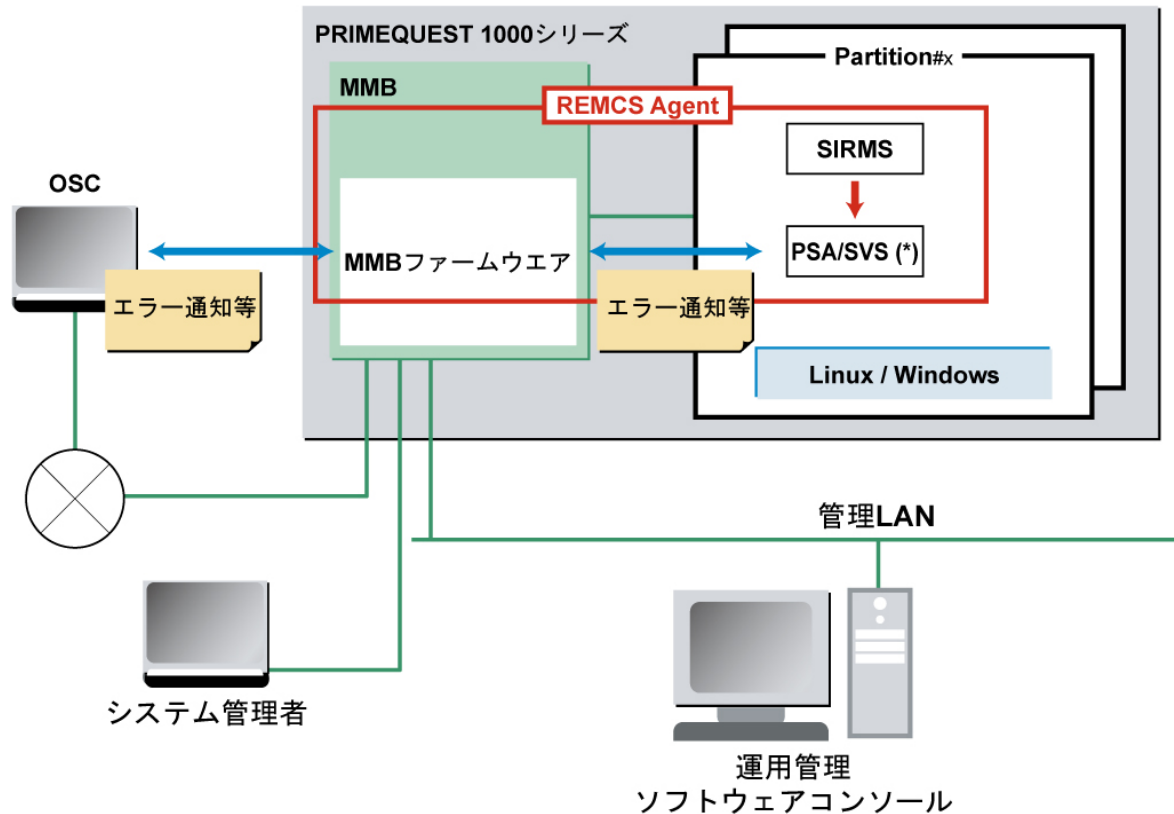 PRIMEQUEST 1000シリーズ
Partition#x
MMB
REMCS Agent
SIRMS
OSC
PSA/SVS (*)
MMBファームウエア
エラー通知等
エラー通知等
Linux / Windows
管理LAN
システム管理者
運用管理
ソフトウェアコンソール